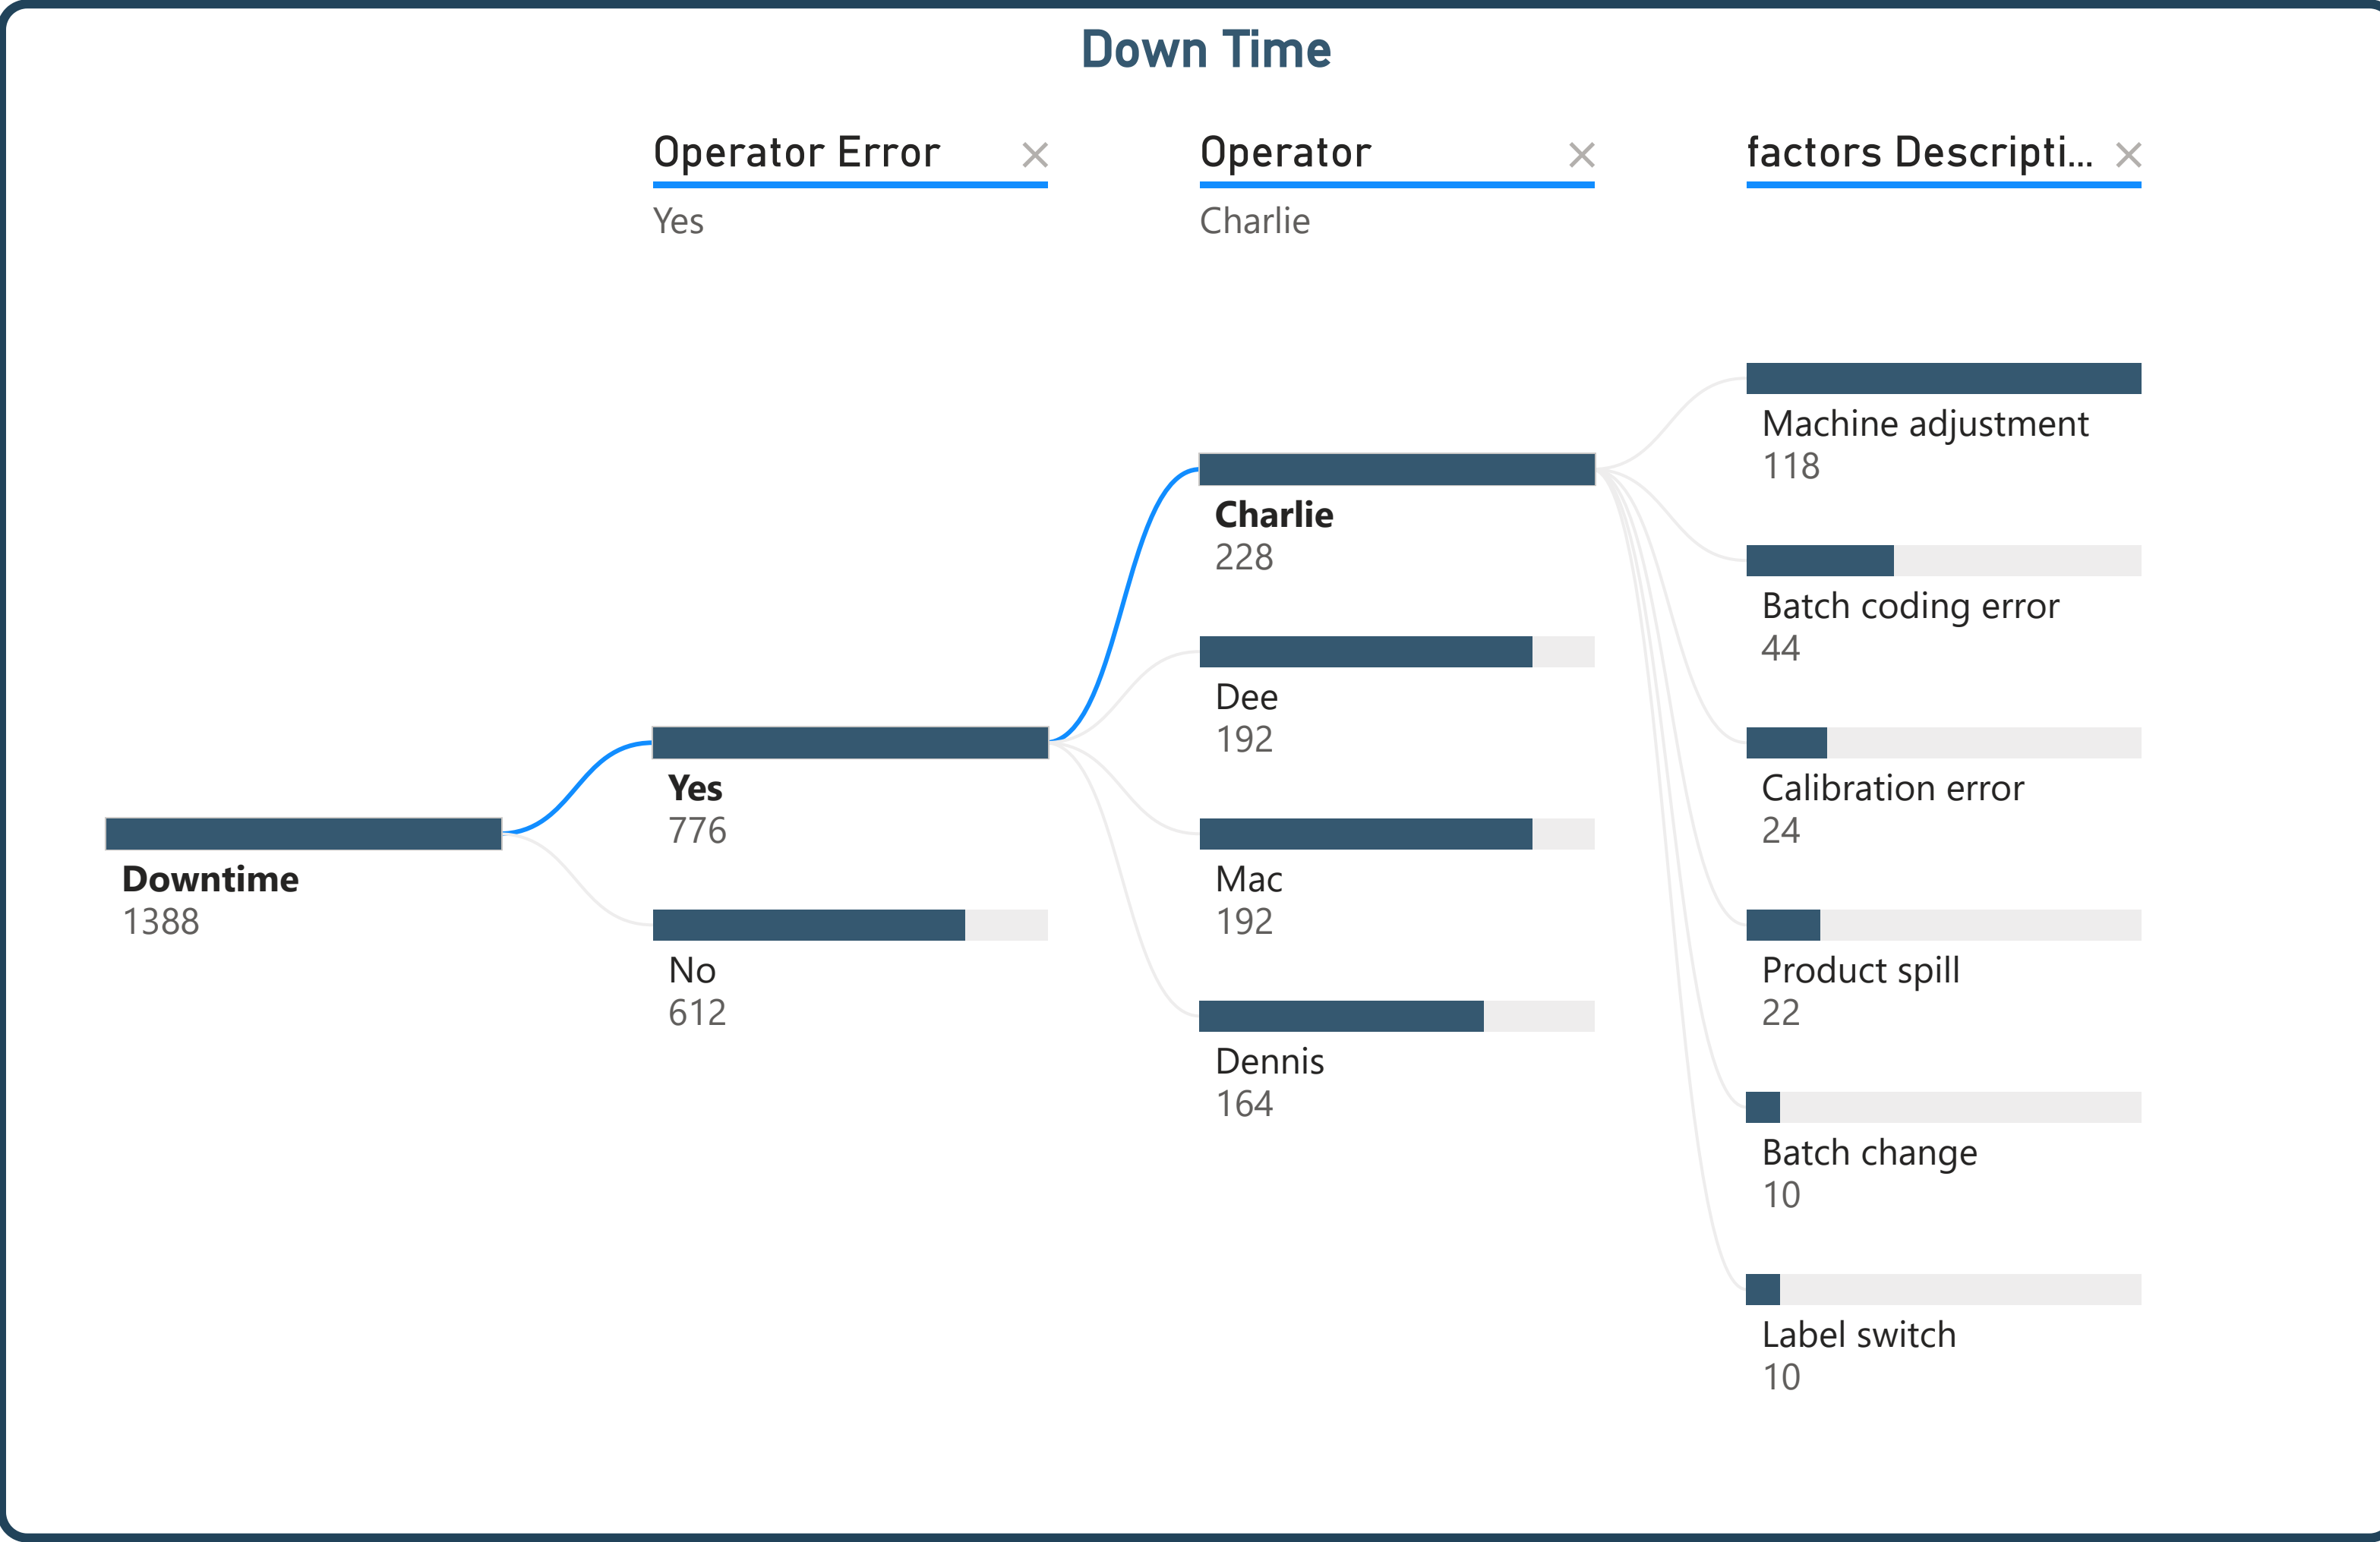 Down Time
Operator Error
Operator
factors Descripti...
Yes
Charlie
Downtime
1388
Yes
776
No
612
Charlie
228
Dee
192
Mac
192
Dennis
164
Machine adjustment
118
Batch coding error
44
Calibration error
24
Product spill
22
Batch change
10
Label switch
10